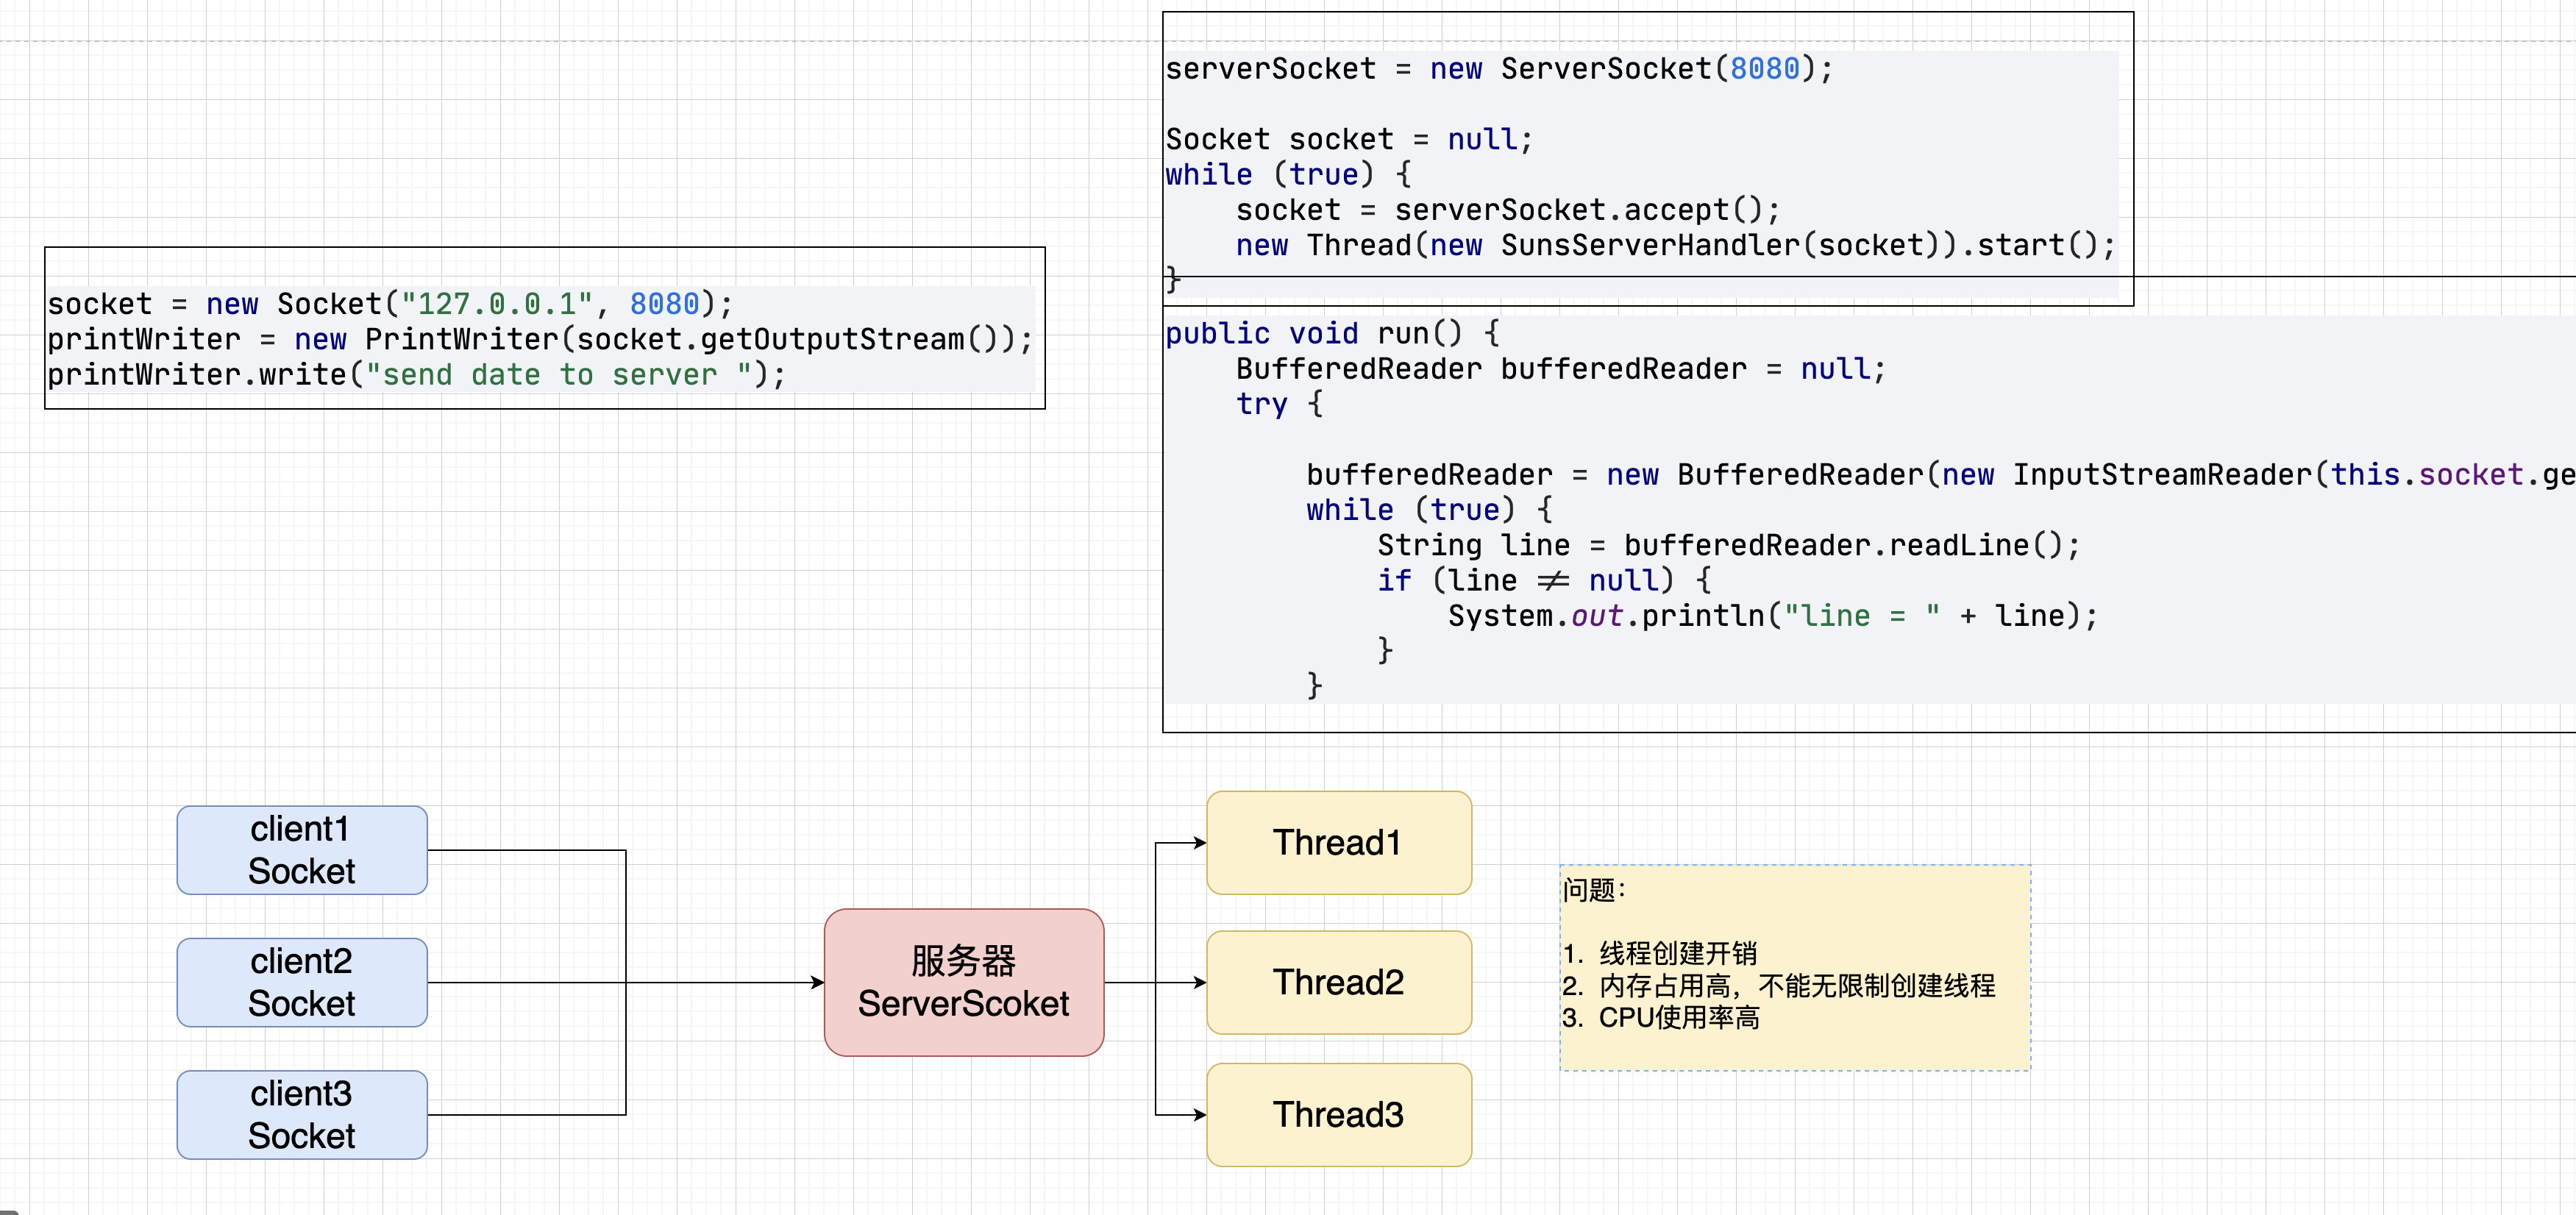 serverSocket = new ServerSocket(8080);
Socket socket = null;
while (true) {
socket = serverSocket.accept();
new Thread(new SunsServerHandler(socket)).start();
}
socket = new Socket("127.0.0.1", 8080);
printWriter = new PrintWriter(socket.getOutputStream());
printWriter.write("send date to server ");
public void run() {
BufferedReader bufferedReader = null;
try {
bufferedReader = new BufferedReader(new InputStreamReader(this.socket.ge
while (true) {
String line = bufferedReader.readLine();
if (line ≠ null) {
System.out.println("line = " + line);
}
}
client1
Socket
client2
Socket
client3
Socket
服务器
ServerScoket
Thread1
Thread2
Thread3
问题：
1. 线程创建开销
2. 内存占用高，不能无限制创建线程
3. CPU使用率高